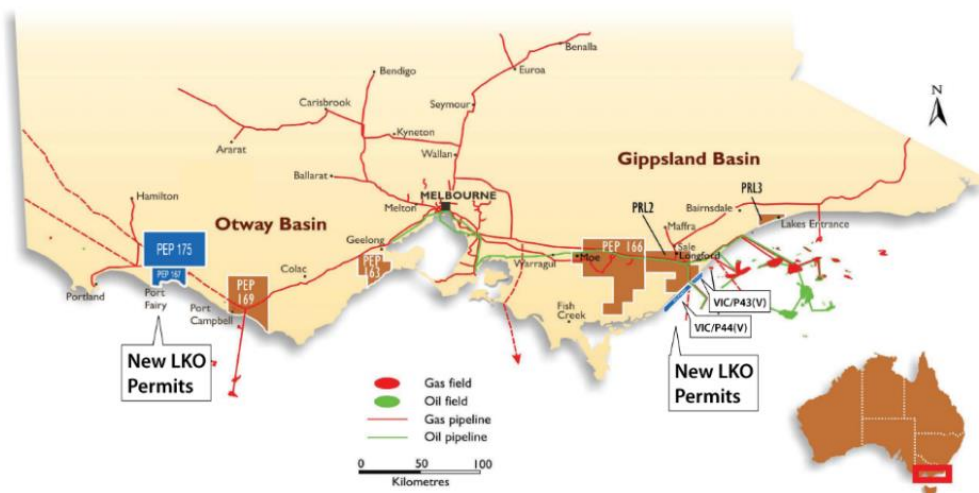 Benalla
Bendigo
Euroa
Carisbrook
Seymour
N
Kyneton
Ararat
Wallan
Gippsland Basin
Ballarat
PRL3
MELBOURNE
Hamilton
Melton
PRL2
Bairnsdale
Otway Basin
Maffra
Lakes Entrance
Geelong
Sale
PEP 175
PEP 166
Longford
PEP 163
Warragul
Moe
PEP 167
Colac
Portland
PEP 169
Port Fairy
VIC/P43(V)
Port Campbell
Fish Creek
VIC/P44(V)
New LKO
Permits
New LKO
Permits
Gas field
Oil field
Gas pipeline
Oil pipeline
0 50 100
Kilometres